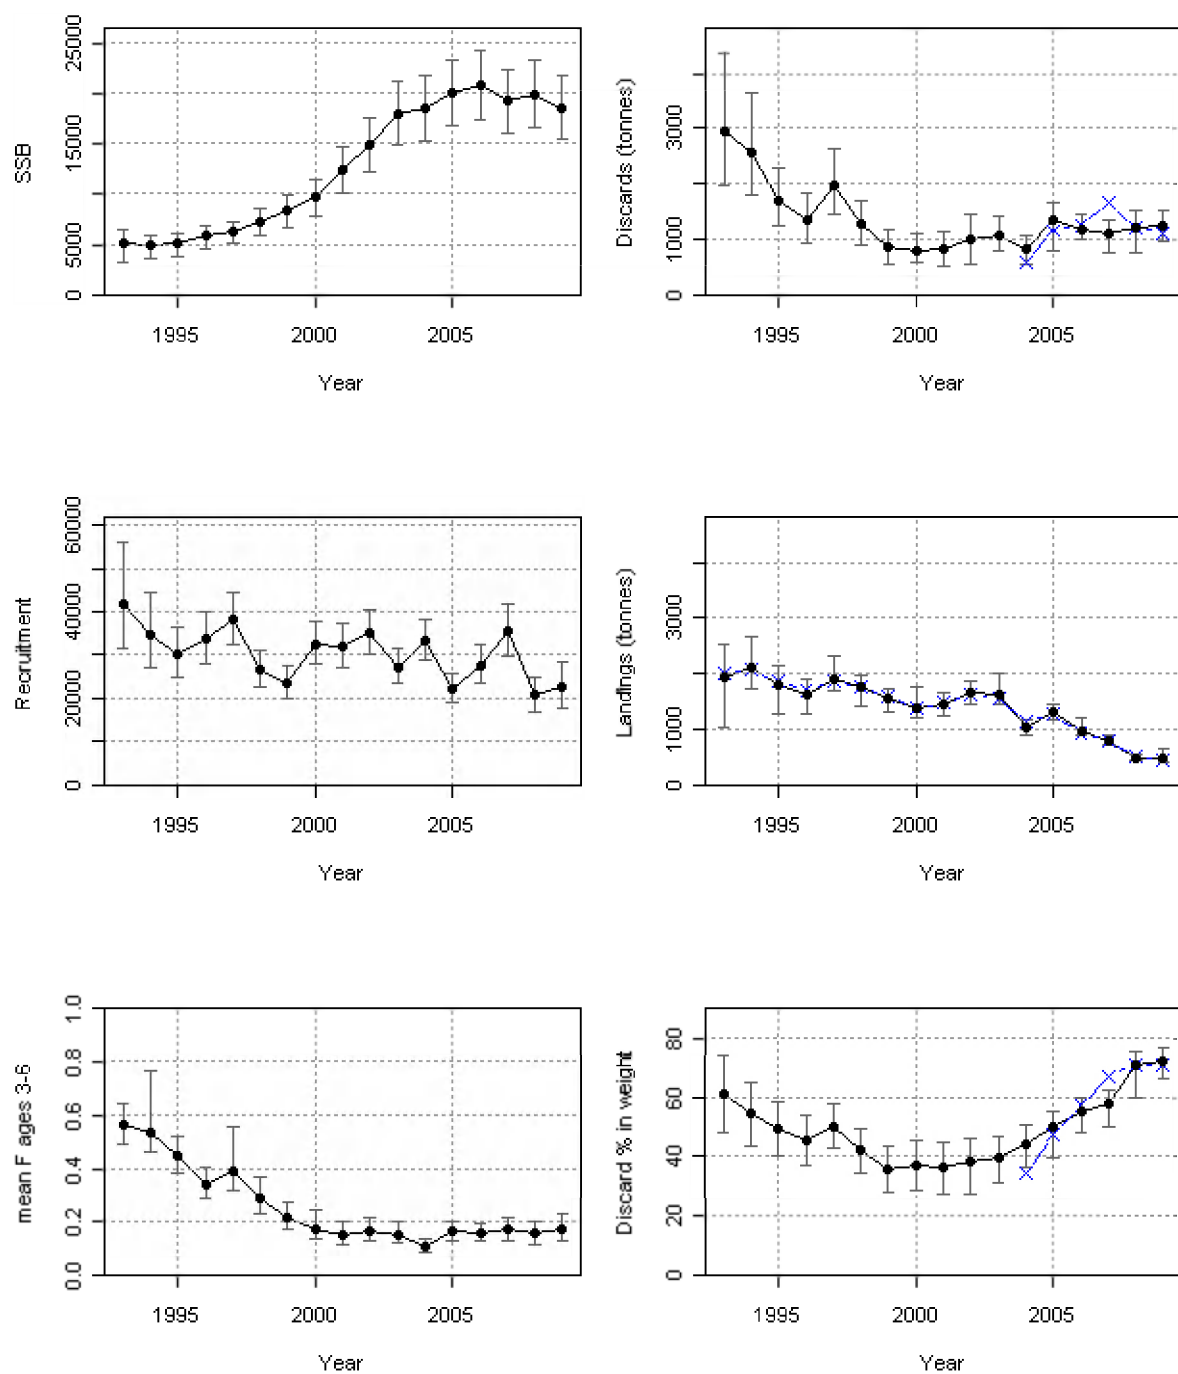 SSB
0 5000 15000 25000
1995 2000 2005
Year
Discards (tonnes)
0 1000 3000
1995 2000 2005
Year
Recruitment
0 20000 40000 60000
1995 2000 2005
Year
Landings (tonnes)
0 1000 3000
1995 2000 2005
Year
mean F ages 3-6
0.0 0.2 0.4 0.6 0.8 1.0
1995 2000 2005
Year
Discard % in weight
0 20 40 60 80
1995 2000 2005
Year